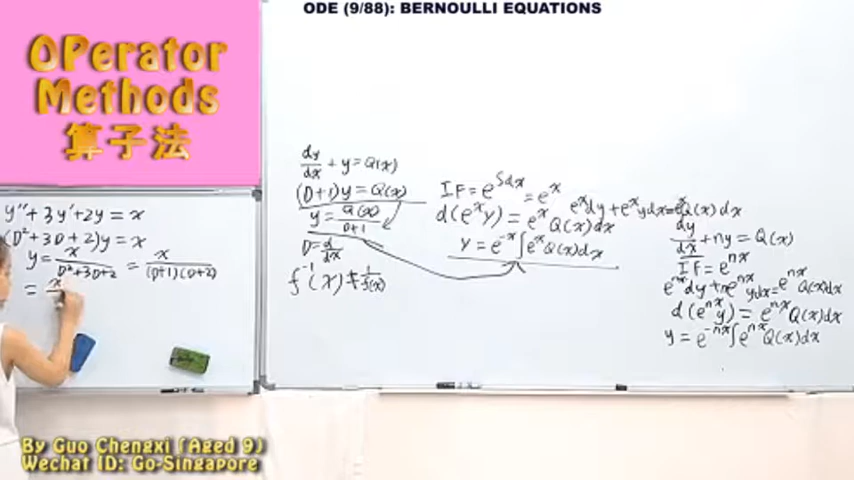 ODE (9/88): BERNOULLI EQUATIONS
OPerator
Methods
算子法
y''+3y'+2y=x
(D²+3D+2)y=x
y=x/(D²+3D+2) = x/((D+1)(D+2))
= x
dy/dx + y = Q(x)
(D+1)y = Q(x)
y = Q(x)/(D+1)
D = d/dx
f⁻¹(x) ≠ 1/f(x)
IF = e^∫dx = e^x
e^x dy + e^x ydx = e^x Q(x)dx
d(e^x y) = e^x Q(x)dx
y = e^-x ∫e^x Q(x)dx
dy/dx + ny = Q(x)
IF = e^nx
e^nx dy + ne^nx ydx = e^nx Q(x)dx
d(e^nx y) = e^nx Q(x)dx
y = e^-nx ∫e^nx Q(x)dx
By Guo Chengxi (Aged 9)
Wechat ID: Go-Singapore